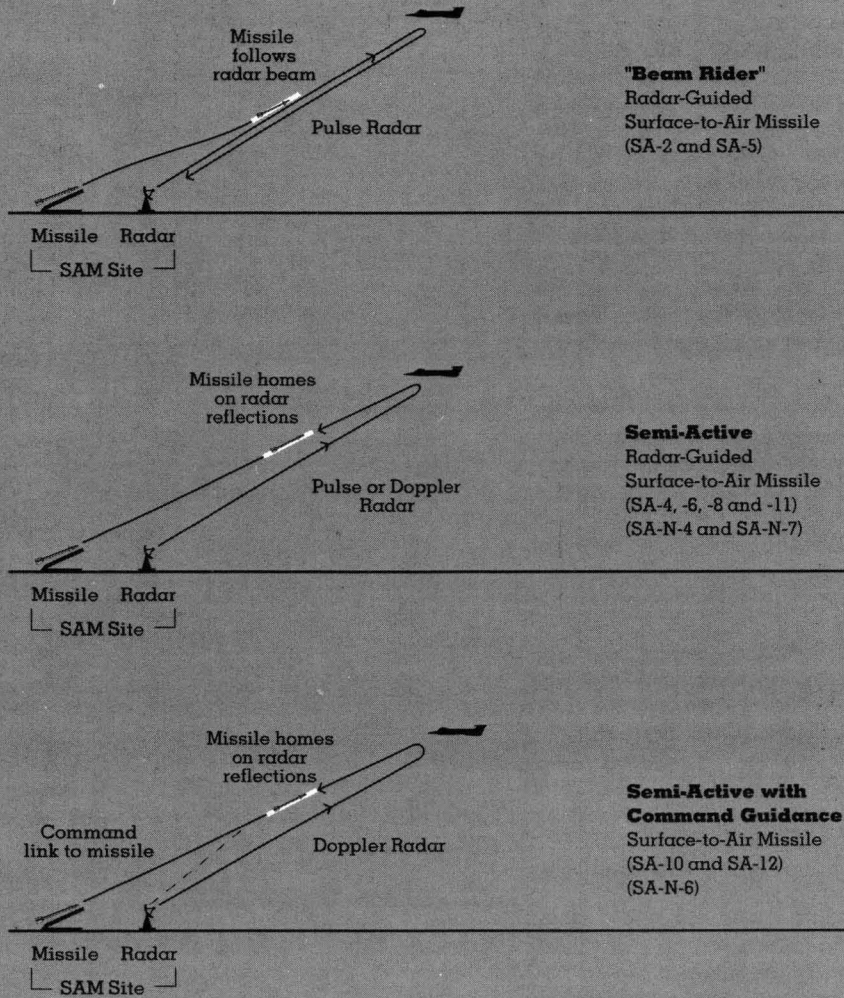 Missile
follows
radar beam
Pulse Radar
"Beam Rider"
Radar-Guided
Surface-to-Air Missile
(SA-2 and SA-5)
Missile Radar
SAM Site
Missile homes
on radar
reflections
Pulse or Doppler
Radar
Semi-Active
Radar-Guided
Surface-to-Air Missile
(SA-4, -6, -8 and -11)
(SA-N-4 and SA-N-7)
Missile Radar
SAM Site
Missile homes
on radar
reflections
Command
link to missile
Doppler Radar
Semi-Active with
Command Guidance
Surface-to-Air Missile
(SA-10 and SA-12)
(SA-N-6)
Missile Radar
SAM Site